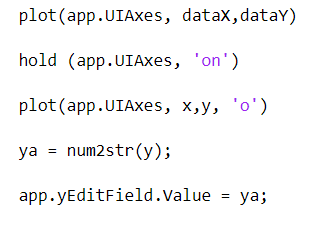 plot(app.UIAxes, dataX,dataY)
hold (app.UIAxes, 'on')
plot(app.UIAxes, x,y, 'o')
ya = num2str(y);
app.yEditField.Value = ya;